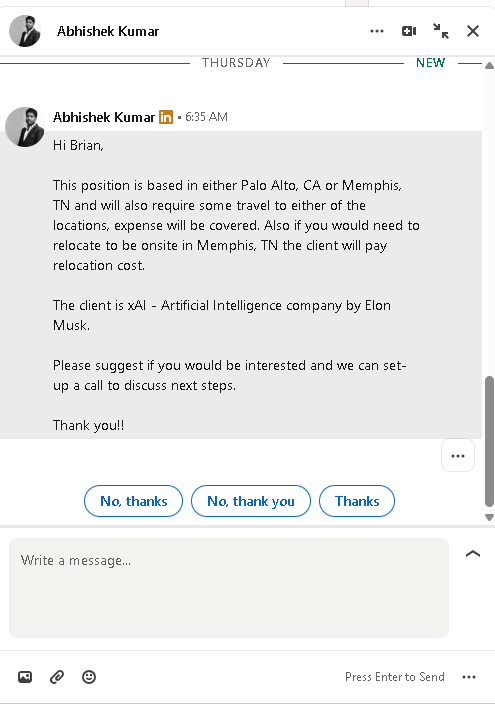 Abhishek Kumar
THURSDAY
NEW
Abhishek Kumar in • 6:35 AM
Hi Brian,
This position is based in either Palo Alto, CA or Memphis,
TN and will also require some travel to either of the
locations, expense will be covered. Also if you would need to
relocate to be onsite in Memphis, TN the client will pay
relocation cost.
The client is xAI - Artificial Intelligence company by Elon
Musk.
Please suggest if you would be interested and we can set-
up a call to discuss next steps.
Thank you!!
No, thanks
No, thank you
Thanks
Write a message...
Press Enter to Send